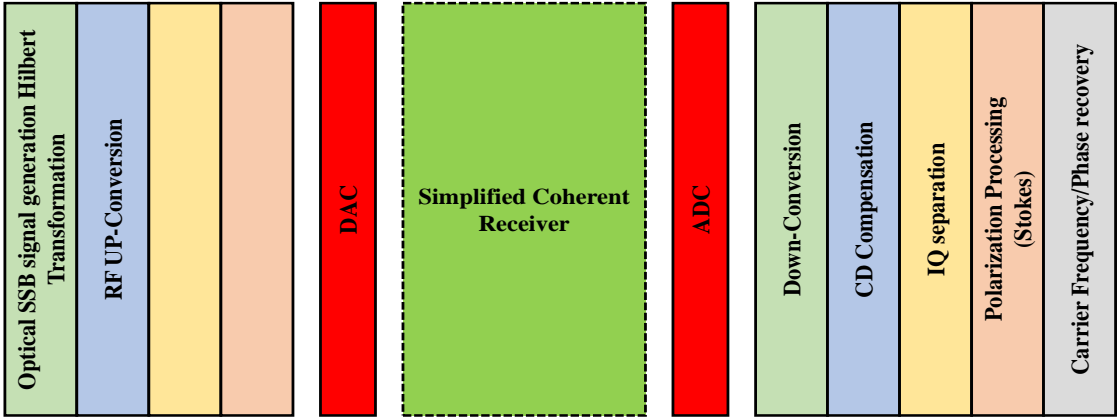 Optical SSB signal generation Hilbert
Transformation
RF UP-Conversion
DAC
Simplified Coherent
Receiver
ADC
Down-Conversion
CD Compensation
IQ separation
Polarization Processing
(Stokes)
Carrier Frequency/Phase recovery